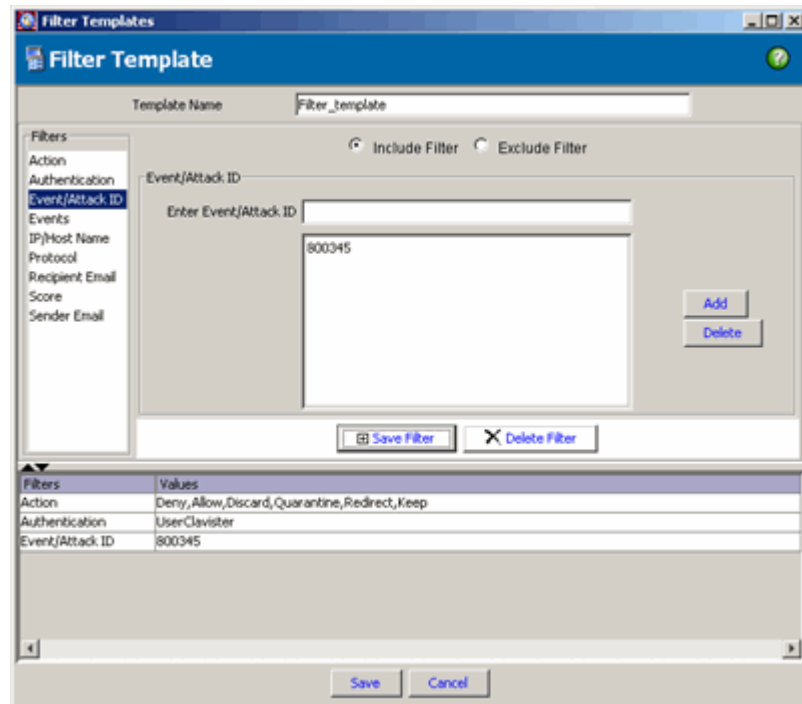 Filter Templates
Filter Template
?
Template Name Filter_template
Filters
Include Filter Exclude Filter
Action
Authentication
Event/Attack ID
Events
IP/Host Name
Protocol
Recipient Email
Score
Sender Email
Event/Attack ID
Enter Event/Attack ID
800345
Add
Delete
Save Filter Delete Filter
Filters Values
Action Deny,Allow,Discard,Quarantine,Redirect,Keep
Authentication UserClavister
Event/Attack ID 800345
Save Cancel